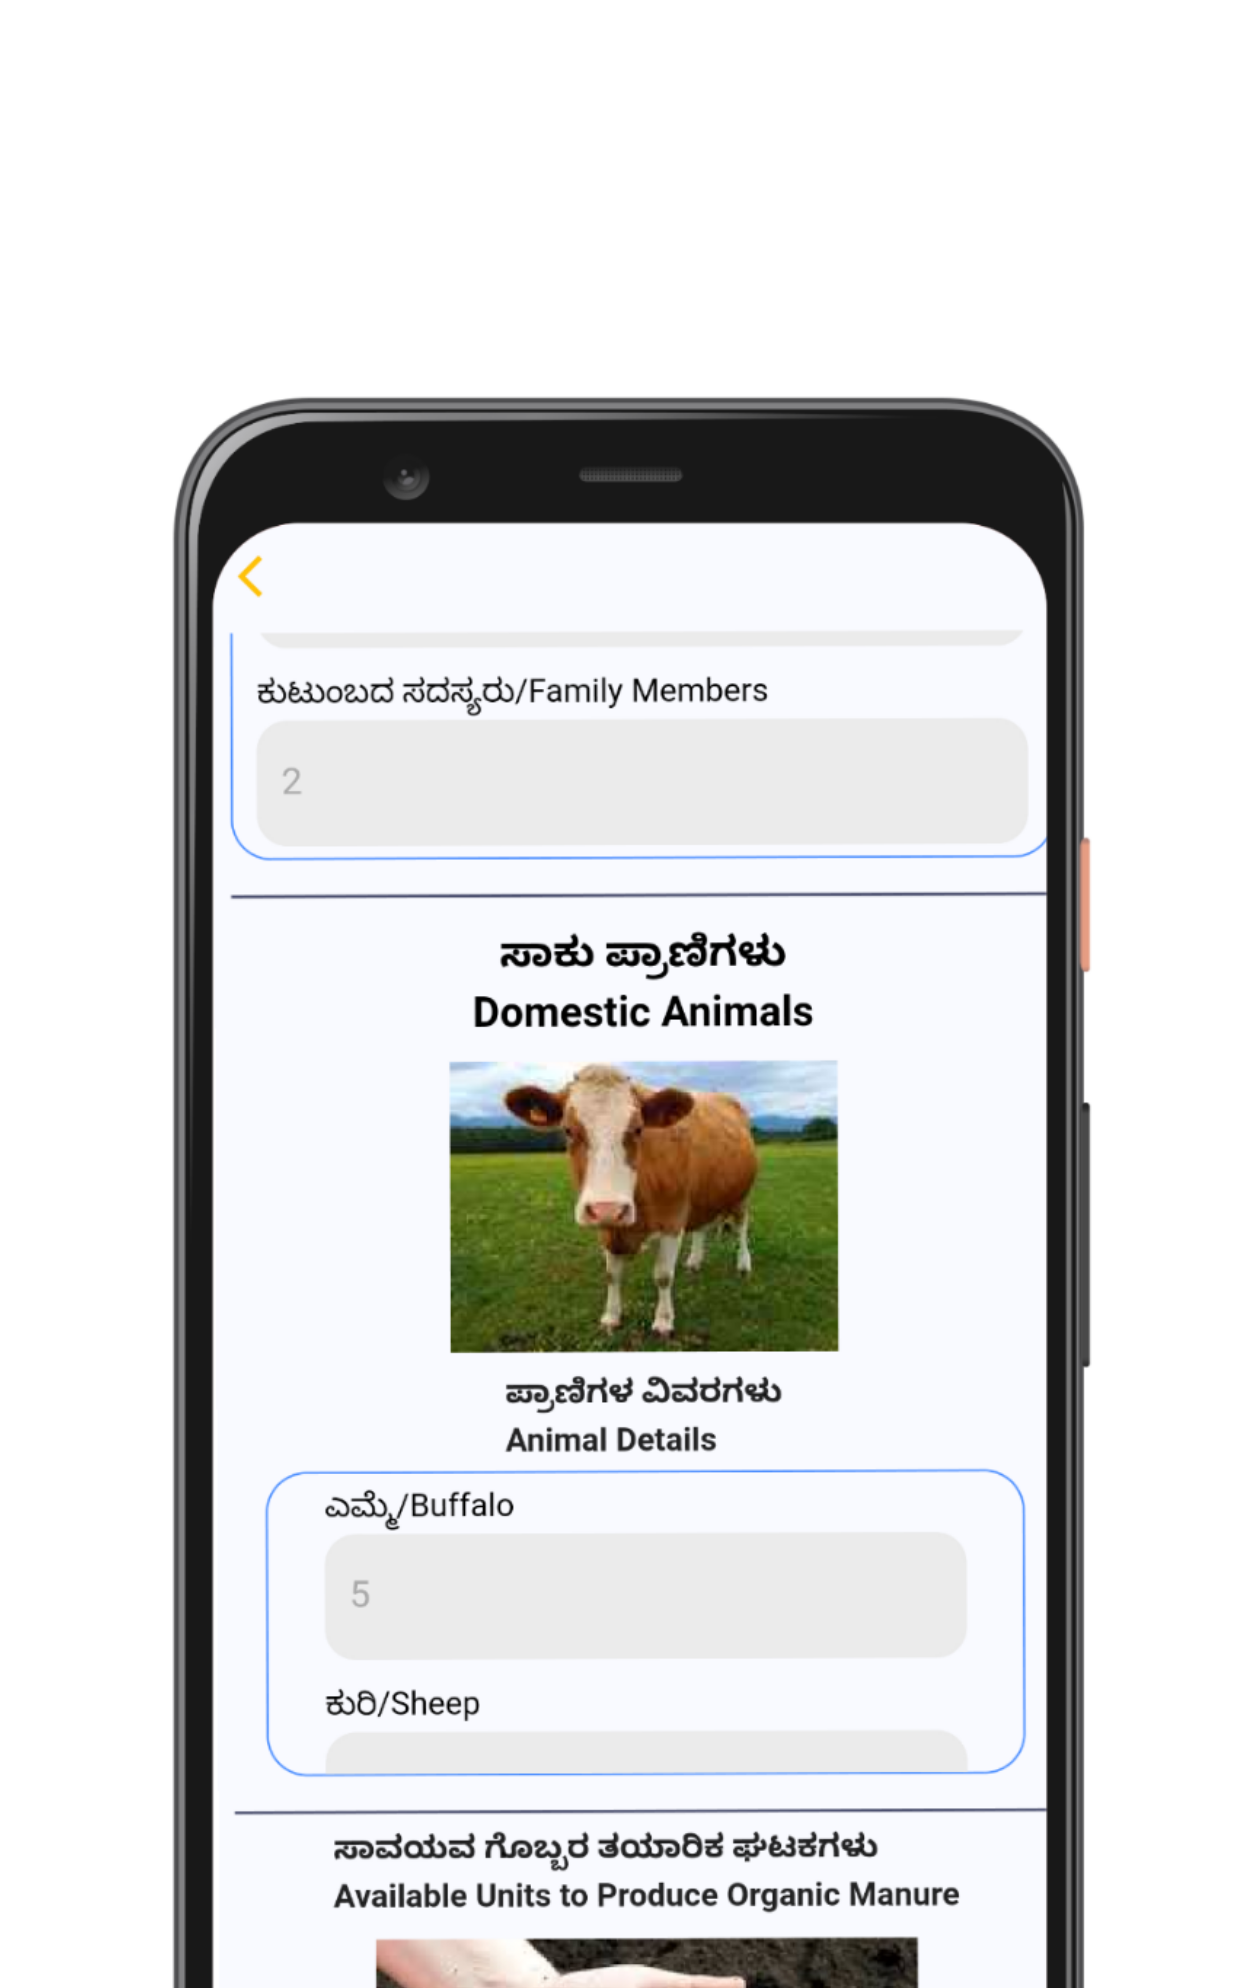 ಕುಟುಂಬದ ಸದಸ್ಯರು/Family Members
2
ಸಾಕು ಪ್ರಾಣಿಗಳು
Domestic Animals
ಪ್ರಾಣಿಗಳ ವಿವರಗಳು
Animal Details
ಎಮ್ಮೆ/Buffalo
5
ಕುರಿ/Sheep
ಸಾವಯವ ಗೊಬ್ಬರ ತಯಾರಿಕ ಘಟಕಗಳು
Available Units to Produce Organic Manure